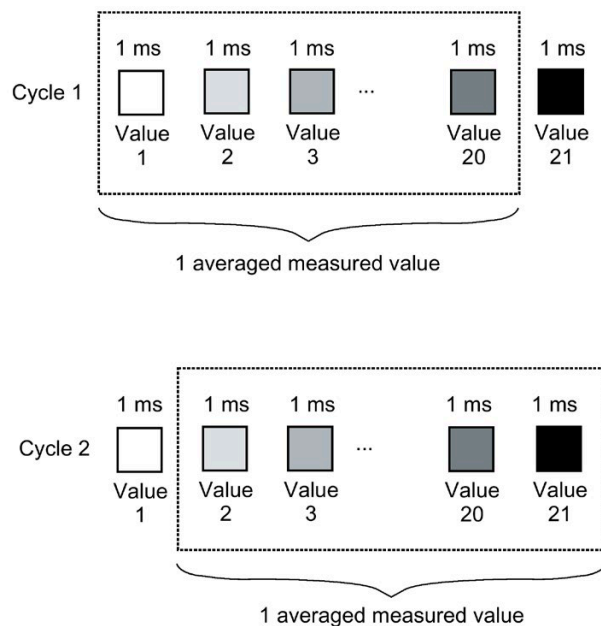 1 ms 1 ms 1 ms 1 ms 1 ms
Cycle 1 ...
Value Value Value Value Value
1 2 3 20 21
1 averaged measured value
1 ms 1 ms 1 ms 1 ms 1 ms
Cycle 2 ...
Value Value Value Value Value
1 2 3 20 21
1 averaged measured value